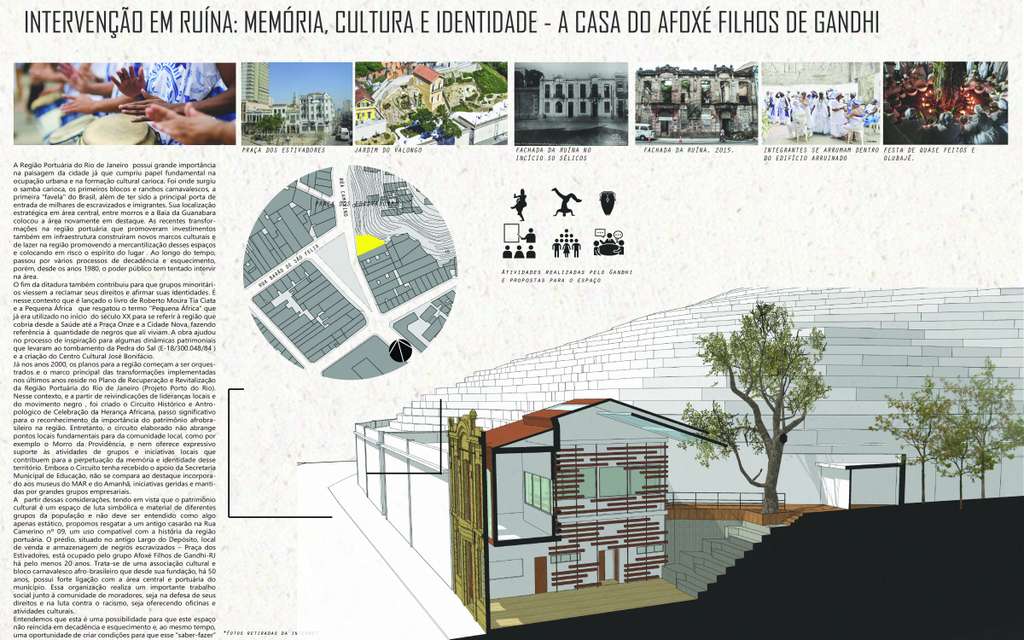 INTERVENÇÃO EM RUÍNA: MEMÓRIA, CULTURA E IDENTIDADE - A CASA DO AFOXÉ FILHOS DE GANDHI
PRAÇA DOS ESTIVADORES
JARDIM DO VALONGO
FACHADA DA RUÍNA NO
INCÍCIO SO SÉLICOS
FACHADA DA RUÍNA, 2015.
INTEGRANTES SE ARRUMAM DENTRO
DO EDIFÍCIO ARRUINADO
FESTA DE QUASE FEITOS E
OLUBAJÉ.
A Região Portuária do Rio de Janeiro possui grande importância
na paisagem da cidade já que cumpriu papel fundamental na
ocupação urbana e na formação cultural carioca. Foi onde surgiu
o samba carioca, os primeiros blocos e ranchos carnavalescos, a
primeira "favela" do Brasil, além de ter sido a principal porta de
entrada de milhares de escravizados e imigrantes. Sua localização
estratégica em área central, entre morros e a Baía da Guanabara
colocou a área novamente em destaque. As recentes transfor-
mações na região portuária que promoveram investimentos
também em infraestrutura construiram novos marcos culturais e
de lazer na região promovendo a mercantilização desses espaços
e colocando em risco o espírito do lugar . Ao longo do tempo,
passou por vários processos de decadência e esquecimento,
porém, desde os anos 1980, o poder público tem tentado intervir
na área.
O fim da ditadura também contribuiu para que grupos minoritári-
os viessem a reclamar seus direitos e afirmar suas identidades. É
nesse contexto que é lançado o livro de Roberto Moura Tia Ciata
e a Pequena África que resgatou o termo "Pequena África" que
já era utilizado no início do século XX para se referir à região que
cobria desde a Saúde até a Praça Onze e a Cidade Nova, fazendo
referência à quantidade de negros que ali viviam. A obra ajudou
no processo de inspiração para algumas dinâmicas patrimoniais
que levaram ao tombamento da Pedra do Sal (E-18/300.048/84 )
e a criação do Centro Cultural José Bonifácio.
Já nos anos 2000, os planos para a região começam a ser orques-
trados e o marco principal das transformações implementadas
nos últimos anos reside no Plano de Recuperação e Revitalização
da Região Portuária do Rio de Janeiro (Projeto Porto do Rio).
Nesse contexto, e a partir de reivindicações de lideranças locais e
do movimento negro , foi criado o Circuito Histórico e Antro-
pológico de Celebração da Herança Africana, passo significativo
para o reconhecimento da importância do patrimônio afrobra-
sileiro na região. Entretanto, o circuito elaborado não abrange
pontos locais fundamentais para da comunidade local, como por
exemplo o Morro da Providência, e nem oferece expressivo
suporte às atividades de grupos e iniciativas locais que
contribuem para a perpetuação da memória e identidade desse
território. Embora o Circuito tenha recebido o apoio da Secretaria
Municipal de Educação, não se compara ao destaque incorpora-
do aos museus do MAR e do Amanhã, iniciativas geridas e manti-
das por grandes grupos empresariais.
A partir dessas considerações, tendo em vista que o patrimônio
cultural é um espaço de luta simbólica e material de diferentes
grupos da população e não deve ser entendido como algo
apenas estático, propomos resgatar a um antigo casarão na Rua
Camerino nº 09, um uso compatível com a história da região
portuária. O prédio, situado no antigo Largo do Depósito, local
de venda e armazenagem de negros escravizados – Praça dos
Estivadores, está ocupado pelo grupo Afoxé Filhos de Gandhi-RJ
há pelo menos 20 anos. Trata-se de uma associação cultural e
bloco carnavalesco afro-brasileiro que desde sua fundação, há 50
anos, possui forte ligação com a área central e portuária do
município. Essa organização realiza um importante trabalho
social junto à comunidade de moradores, seja na defesa de seus
direitos e na luta contra o racismo, seja oferecendo oficinas e
atividades culturais.
Entendemos que está é uma possibilidade para que este espaço
não reincida em decadência e esquecimento e, ao mesmo tempo,
uma oportunidade de criar condições para que esse "saber-fazer"
RUA CAMERINO
PRAÇA DOS ESTIVADORES
RUA BARÃO DE SÃO FELIX
ATIVIDADES REALIZADAS PELO GANDHI
E PROPOSTAS PARA O ESPAÇO
*FOTOS RETIRADAS DA INTERNET